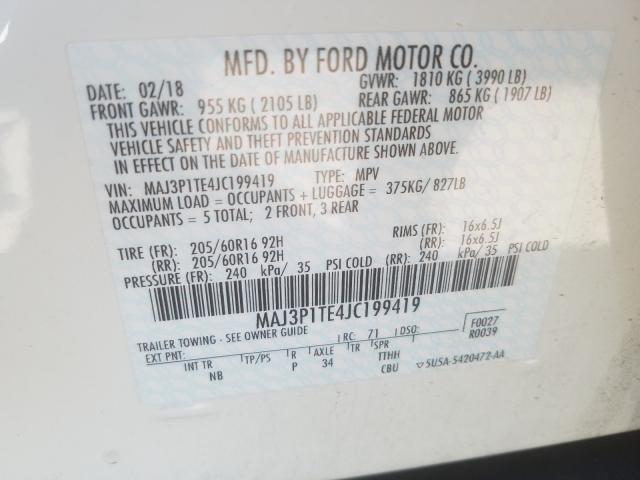 MFD. BY FORD MOTOR CO.
DATE: 02/18 GVWR: 1810 KG ( 3990 LB)
FRONT GAWR: 955 KG ( 2105 LB) REAR GAWR: 865 KG ( 1907 LB)
THIS VEHICLE CONFORMS TO ALL APPLICABLE FEDERAL MOTOR
VEHICLE SAFETY AND THEFT PREVENTION STANDARDS
IN EFFECT ON THE DATE OF MANUFACTURE SHOWN ABOVE.
VIN: MAJ3P1TE4JC199419 TYPE: MPV
MAXIMUM LOAD = OCCUPANTS + LUGGAGE = 375KG/ 827LB
OCCUPANTS = 5 TOTAL; 2 FRONT, 3 REAR
TIRE (FR): 205/60R16 92H RIMS (FR): 16x6.5J
(RR): 205/60R16 92H (RR): 16x6.5J
PRESSURE (FR): 240 kPa/ 35 PSI COLD (RR): 240 kPa/ 35 PSI COLD
MAJ3P1TE4JC199419
TRAILER TOWING - SEE OWNER GUIDE RC: 71 DSO: F0027
R0039
EXT PNT: INT TR TP/PS R AXLE TR SPR
NB P 34 TTHH
CBU 5U5A-5420472-AA